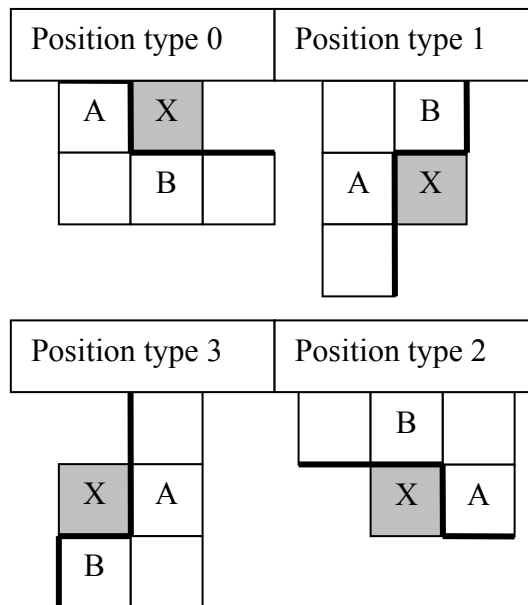 Position type 0
Position type 1
A X
B
B
A X
Position type 3
Position type 2
B
X A
X A
B